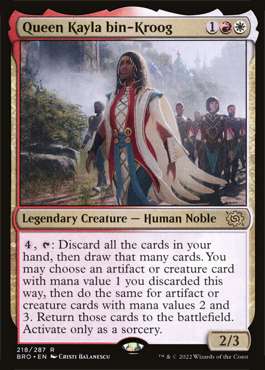 Queen Kayla bin-Kroog 1
Legendary Creature — Human Noble
4, : Discard all the cards in your
hand, then draw that many cards. You
may choose an artifact or creature card
with mana value 1 you discarded this
way, then do the same for artifact or
creature cards with mana values 2 and
3. Return those cards to the battlefield.
Activate only as a sorcery.
2/3
218/287 R
BRO • EN CRISTI BALANESCU
™ & © 2022 Wizards of the Coast